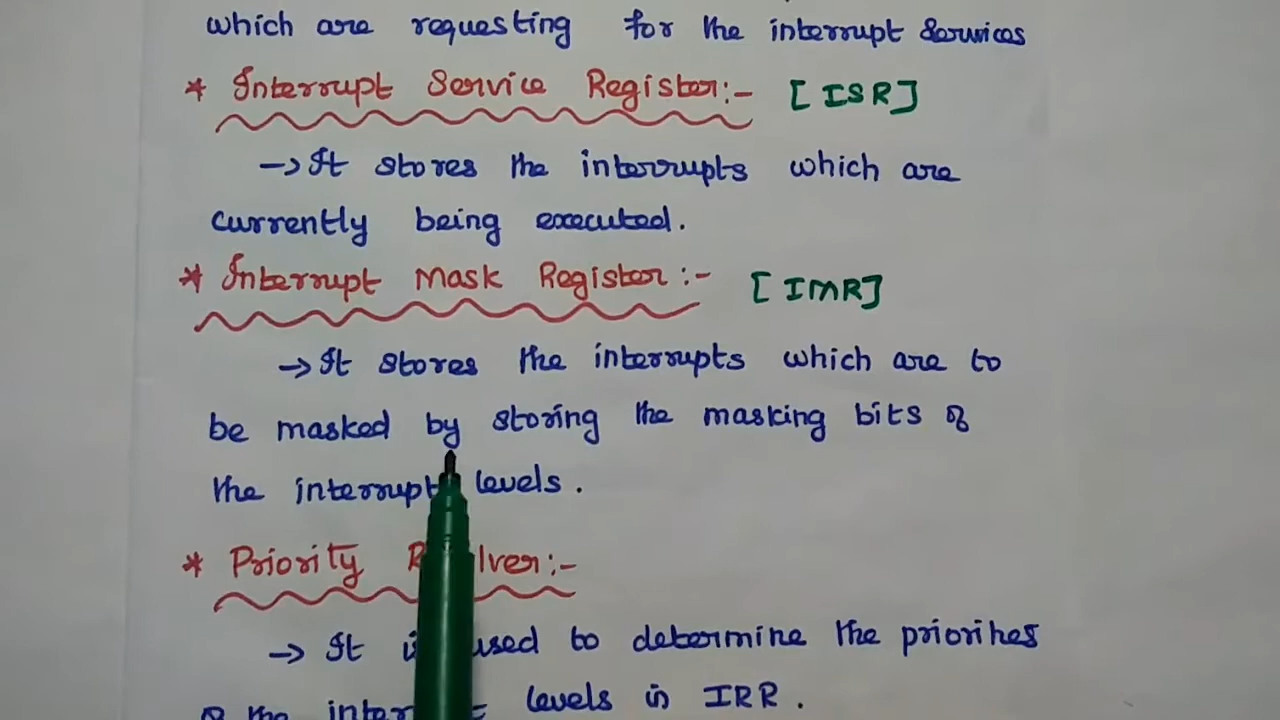 which are requesting for the interrupt Services
* Interrupt Service Register:- [ISR]
→ It stores the interrupts which are
currently being executed.
* Interrupt Mask Register:- [IMR]
→ It stores the interrupts which are to
be masked by storing the masking bits of
the interrupt levels.
* Priority
→ It used to determine the priorities
of the levels in IRR.